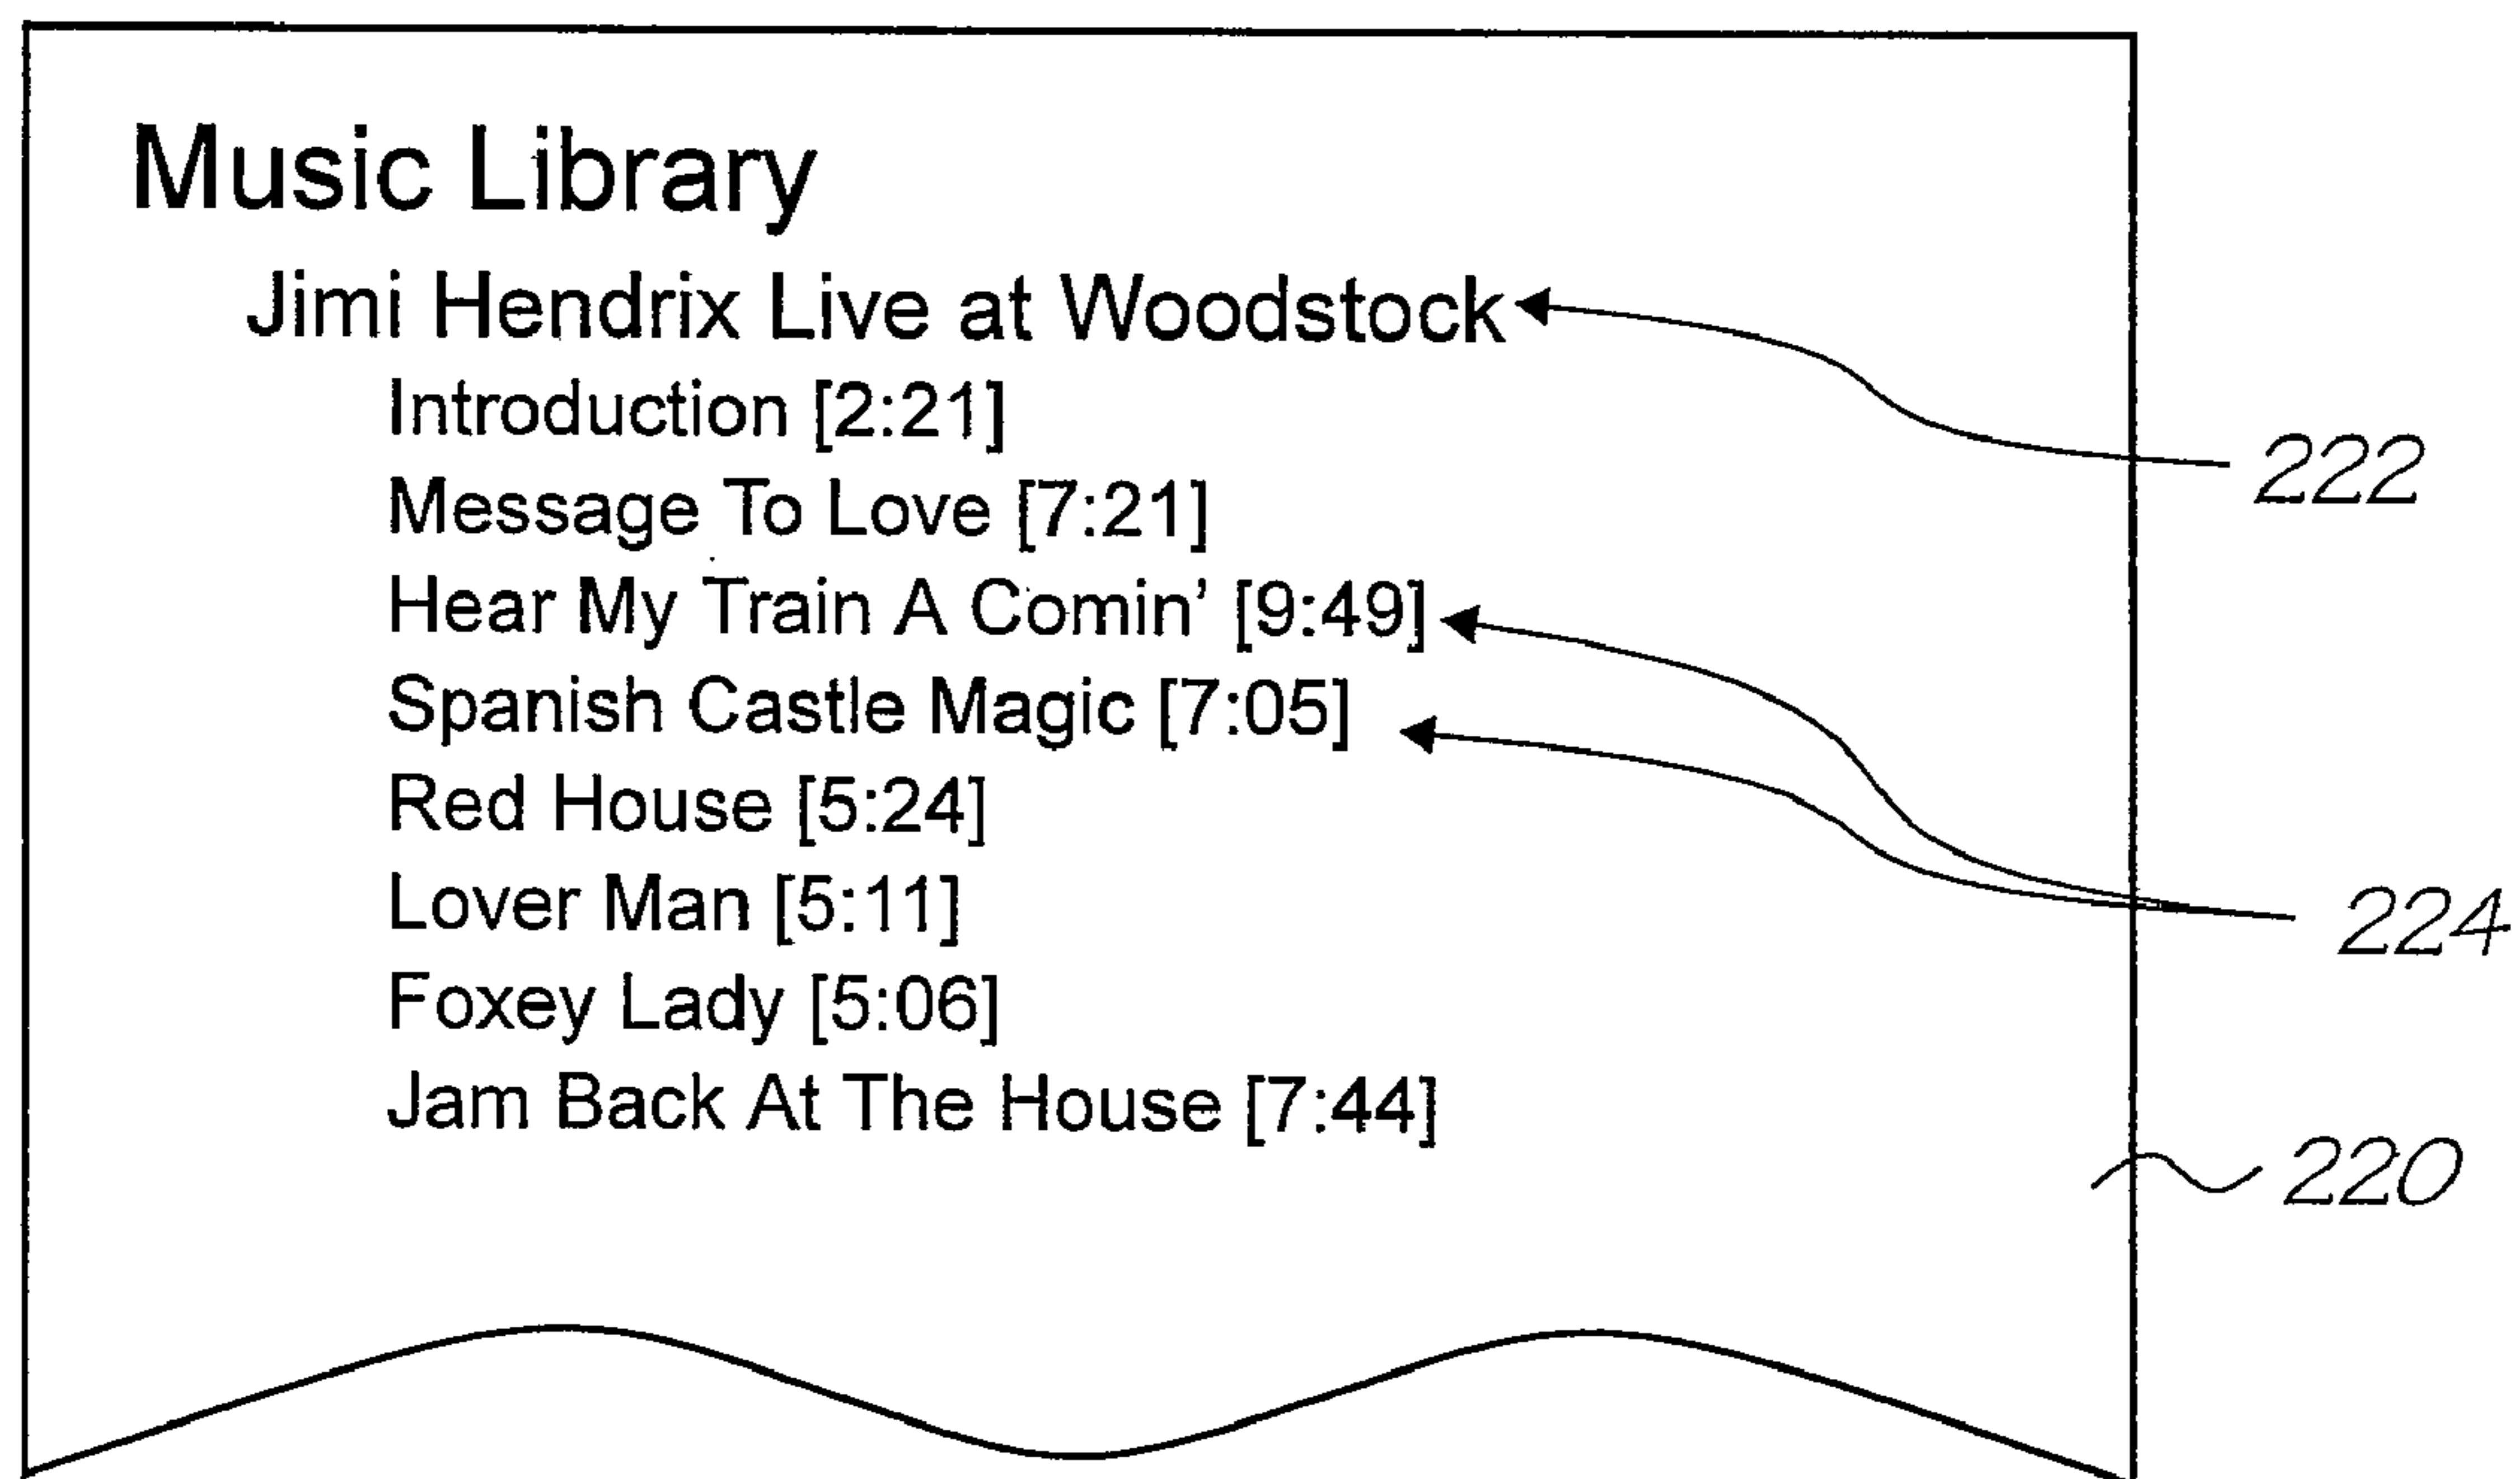 Music Library
Jimi Hendrix Live at Woodstock
Introduction [2:21]
222
Message To Love [7:21]
Hear My Train A Comin’ [9:49]
Spanish Castle Magic [7:05]
Red House [5:24]
Lover Man [5:11]
224
Foxey Lady [5:06]
Jam Back At The House [7:44]
220